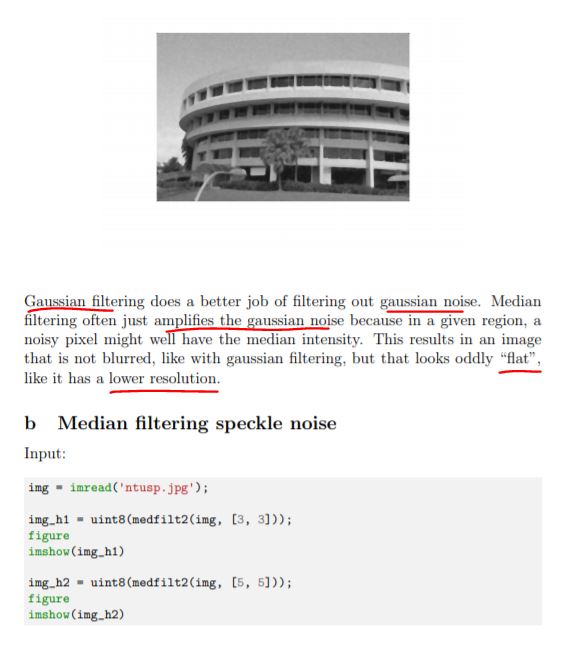 Gaussian filtering does a better job of filtering out gaussian noise. Median
filtering often just amplifies the gaussian noise because in a given region, a
noisy pixel might well have the median intensity. This results in an image
that is not blurred, like with gaussian filtering, but that looks oddly “flat”,
like it has a lower resolution.
b Median filtering speckle noise
Input:
img = imread('ntusp.jpg');
img_h1 = uint8(medfilt2(img, [3, 3]));
figure
imshow(img_h1)
img_h2 = uint8(medfilt2(img, [5, 5]));
figure
imshow(img_h2)